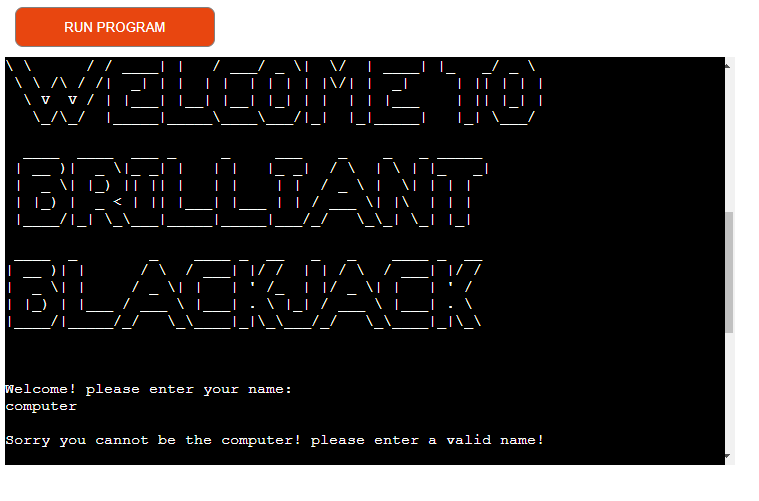 RUN PROGRAM
WELCOME TO
BRILLIANT
BLACKJACK
Welcome! please enter your name:
computer
Sorry you cannot be the computer! please enter a valid name!